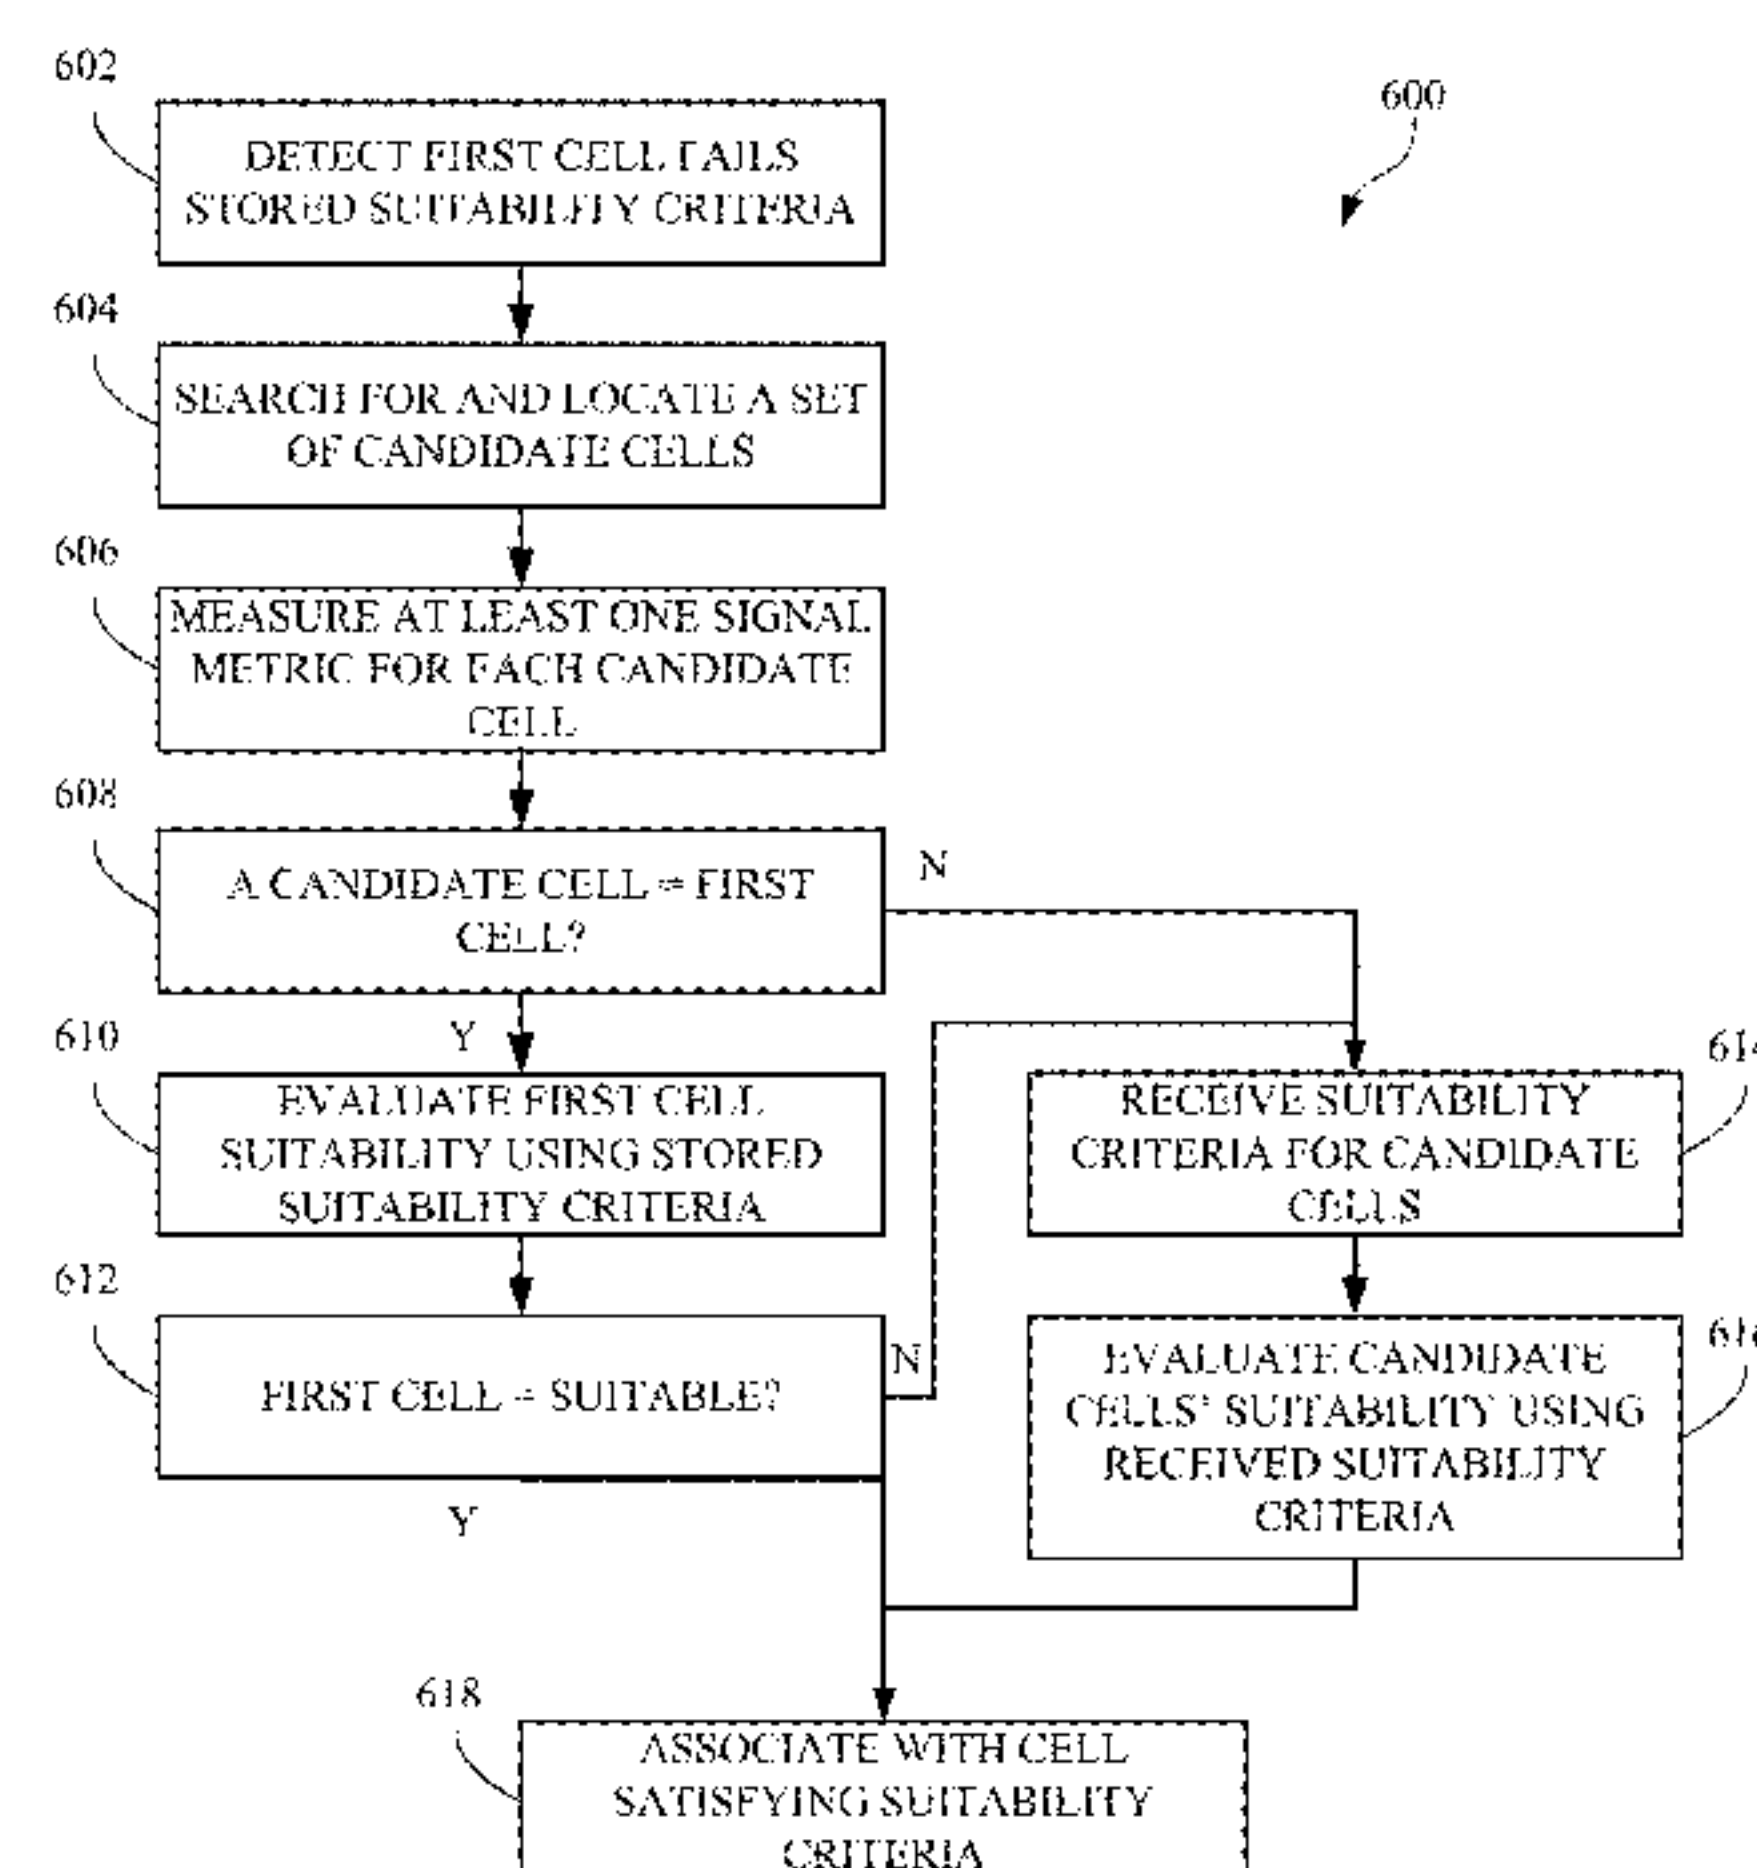 602
600
DETECT FIRST CELL FAILS
STORED SUITABILITY CRITERIA
604
SEARCH FOR AND LOCATE A SET
OF CANDIDATE CELLS
606
MEASURE AT LEAST ONE SIGNAL
METRIC FOR EACH CANDIDATE
CELL
608
A CANDIDATE CELL = FIRST
CELL?
N
Y
610
EVALUATE FIRST CELL
SUITABILITY USING STORED
SUITABILITY CRITERIA
614
RECEIVE SUITABILITY
CRITERIA FOR CANDIDATE
CELLS
612
FIRST CELL = SUITABLE?
N
Y
616
EVALUATE CANDIDATE
CELLS' SUITABILITY USING
RECEIVED SUITABILITY
CRITERIA
618
ASSOCIATE WITH CELL
SATISFYING SUITABILITY
CRITERIA